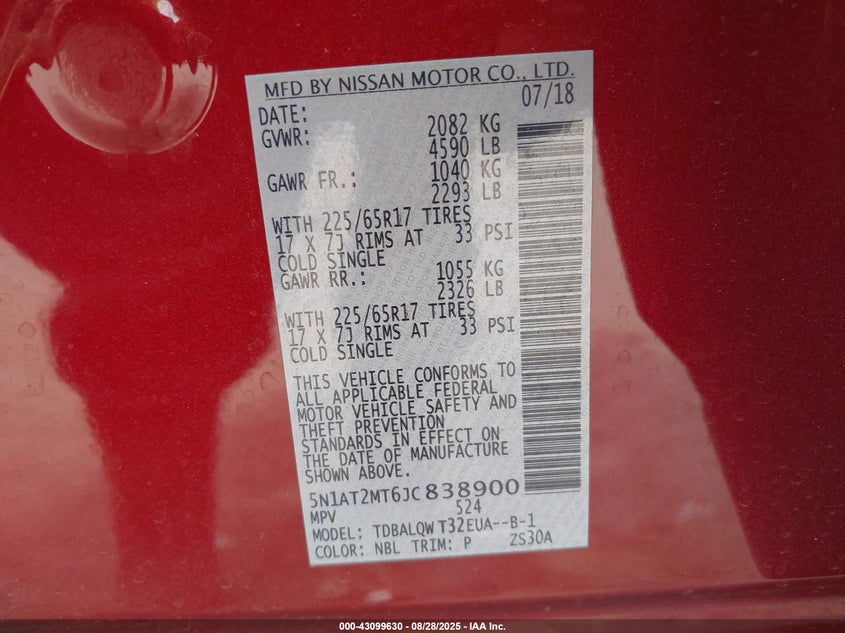 MFD BY NISSAN MOTOR CO., LTD.
DATE: 07/18
GVWR: 2082 KG
4590 LB
GAWR FR.: 1040 KG
2293 LB
WITH 225/65R17 TIRES
17 X 7J RIMS AT 33 PSI
COLD SINGLE
GAWR RR.: 1055 KG
2326 LB
WITH 225/65R17 TIRES
17 X 7J RIMS AT 33 PSI
COLD SINGLE
THIS VEHICLE CONFORMS TO
ALL APPLICABLE FEDERAL
MOTOR VEHICLE SAFETY AND
THEFT PREVENTION
STANDARDS IN EFFECT ON
THE DATE OF MANUFACTURE
SHOWN ABOVE.
5N1AT2MT6JC838900
MPV 524
MODEL: TDBALQW T32EUA--B-1
COLOR: NBL TRIM: P ZS30A
000-43099630 - 08/28/2025 - IAA Inc.